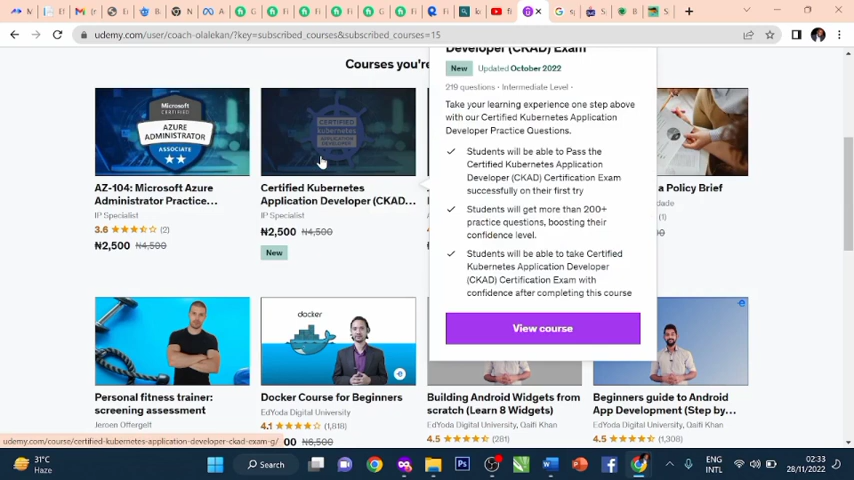 udemy.com/user/coach-olalekan/?key=subscribed_courses&subscribed_courses=15
Courses you're
Developer (CKAD) Exam
New Updated October 2022
219 questions · Intermediate Level ·
Take your learning experience one step above
with our Certified Kubernetes Application
Developer Practice Questions.
Students will be able to Pass the
Certified Kubernetes Application
Developer (CKAD) Certification Exam
successfully on their first try
Students will get more than 200+
practice questions, boosting their
confidence level.
Students will be able to take Certified
Kubernetes Application Developer
(CKAD) Certification Exam with
confidence after completing this course
View course
Microsoft
CERTIFIED
AZURE
ADMINISTRATOR
ASSOCIATE
AZ-104: Microsoft Azure
Administrator Practice...
IP Specialist
3.6 (2)
₦2,500 ₦4,500
CERTIFIED
kubernetes
APPLICATION
DEVELOPER
Certified Kubernetes
Application Developer (CKAD...
IP Specialist
₦2,500 ₦4,500
New
a Policy Brief
(1)
Personal fitness trainer:
screening assessment
Jeroen Offergelt
docker
Docker Course for Beginners
EdYoda Digital University
4.1 (1,818)
00 ₦6,500
Building Android Widgets from
scratch (Learn 8 Widgets)
EdYoda Digital University, Qaifi Khan
4.5 (281)
Beginners guide to Android
App Development (Step by...
EdYoda Digital University, Qaifi Khan
4.5 (1,308)
udemy.com/course/certified-kubernetes-application-developer-ckad-exam-g/
31°C
Haze
Search
ENG
INTL
02:33
28/11/2022